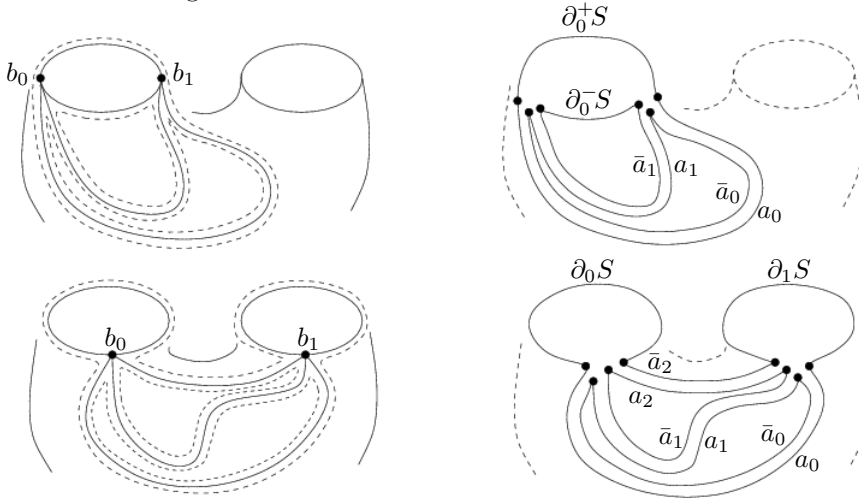 ∂₀⁺S
b₀
b₁
∂₀⁻S
ā₁
a₁
ā₀
a₀
∂₀S
∂₁S
b₀
b₁
ā₂
a₂
ā₁
a₁
ā₀
a₀